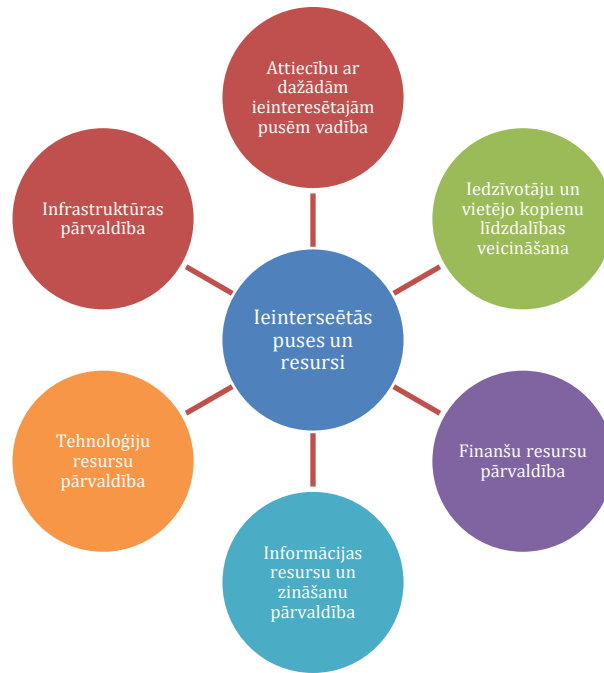 Attiecību ar
dažādām
ieinteresētajām
pusēm vadība
Iedzīvotāju un
vietējo kopienu
līdzdalības
veicināšana
Infrastruktūras
pārvaldība
Ieinterseētās
puses un
resursi
Tehnoloģiju
resursu
pārvaldība
Finanšu resursu
pārvaldība
Informācijas
resursu un
zināšanu
pārvaldība